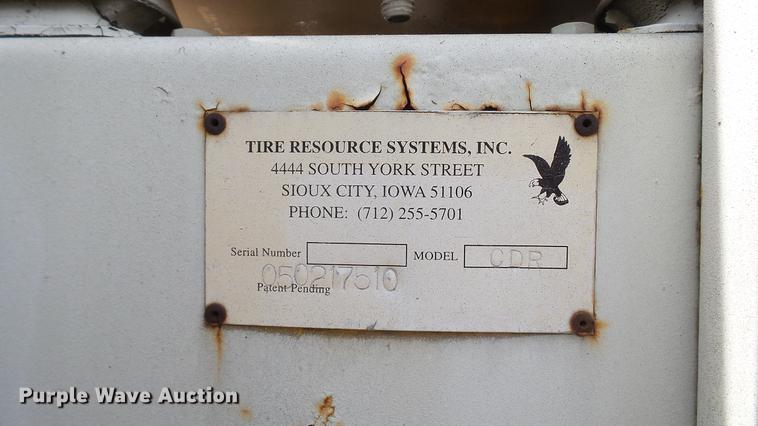 TIRE RESOURCE SYSTEMS, INC.
4444 SOUTH YORK STREET
SIOUX CITY, IOWA 51106
PHONE: (712) 255-5701
Serial Number MODEL CDR
050217510
Patent Pending
Purple Wave Auction